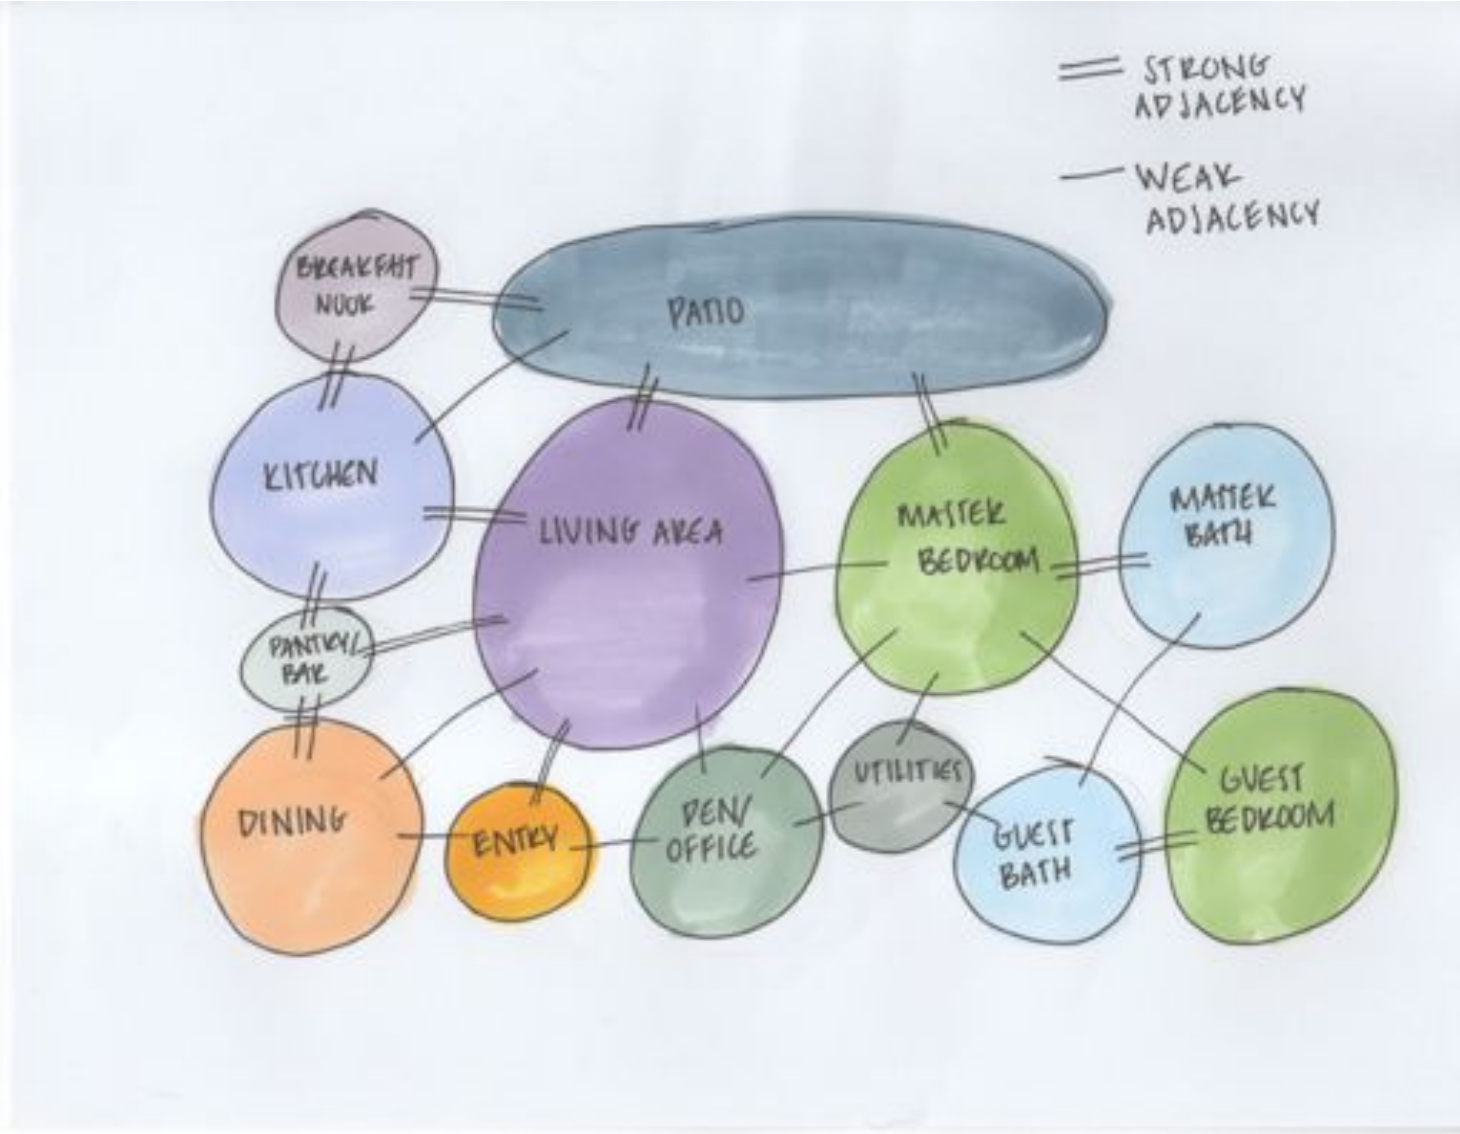 STRONG
ADJACENCY
WEAK
ADJACENCY
BREAKFAST
NOOK
PATIO
KITCHEN
LIVING AREA
MASTER
BEDROOM
MASTER
BATH
PANTRY/
BAR
DINING
ENTRY
DEN/
OFFICE
UTILITIES
GUEST
BATH
GUEST
BEDROOM